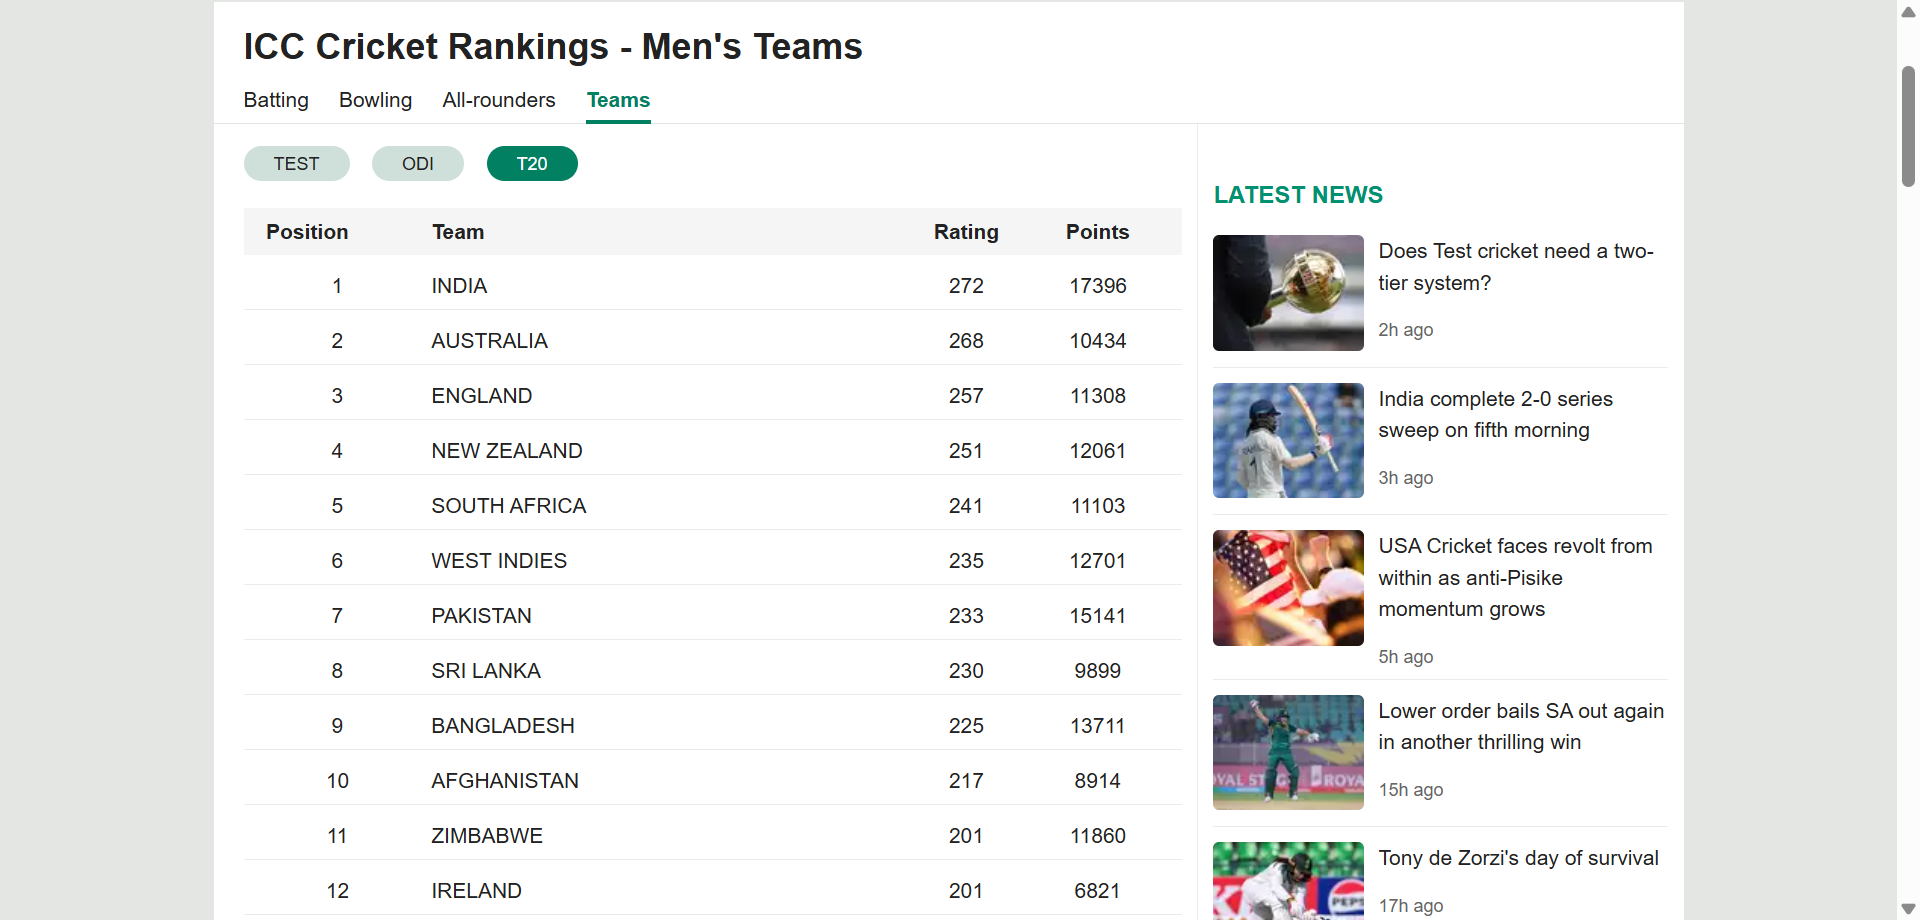 ICC Cricket Rankings - Men's Teams
Batting Bowling All-rounders Teams
TEST ODI T20
Position Team Rating Points
1 INDIA 272 17396
2 AUSTRALIA 268 10434
3 ENGLAND 257 11308
4 NEW ZEALAND 251 12061
5 SOUTH AFRICA 241 11103
6 WEST INDIES 235 12701
7 PAKISTAN 233 15141
8 SRI LANKA 230 9899
9 BANGLADESH 225 13711
10 AFGHANISTAN 217 8914
11 ZIMBABWE 201 11860
12 IRELAND 201 6821
LATEST NEWS
Does Test cricket need a two-
tier system?
2h ago
India complete 2-0 series
sweep on fifth morning
3h ago
USA Cricket faces revolt from
within as anti-Pisike
momentum grows
5h ago
Lower order bails SA out again
in another thrilling win
15h ago
Tony de Zorzi's day of survival
17h ago